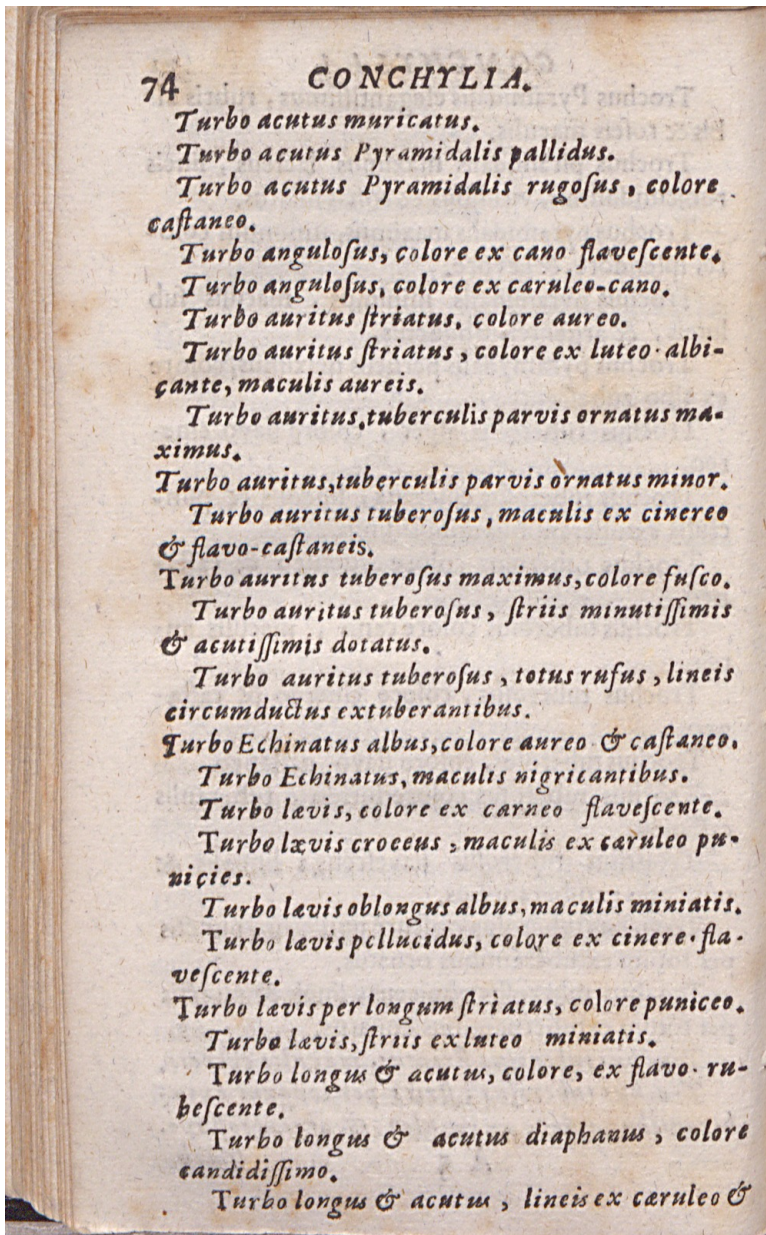 74 CONCHYLIA.
Turbo acutus muricatus.
Turbo acutus Pyramidalis pallidus.
Turbo acutus Pyramidalis rugoſus, colore
caſtaneo.
Turbo anguloſus, colore ex cano flaveſcente.
Turbo anguloſus, colore ex cæruleo-cano.
Turbo auritus ſtriatus, colore aureo.
Turbo auritus ſtriatus, colore ex luteo-albi-
cante, maculis aureis.
Turbo auritus, tuberculis parvis ornatus ma-
ximus.
Turbo auritus, tuberculis parvis ornatus minor.
Turbo auritus tuberoſus, maculis ex cinereo
& flavo-caſtaneis.
Turbo auritus tuberoſus maximus, colore fuſco.
Turbo auritus tuberoſus, ſtriis minutiſſimis
& acutiſſimis dotatus.
Turbo auritus tuberoſus, totus rufus, lineis
circumductus extuberantibus.
Turbo Echinatus albus, colore aureo & caſtaneo.
Turbo Echinatus, maculis nigricantibus.
Turbo lævis, colore ex carneo flaveſcente.
Turbo lævis croceus, maculis ex cæruleo pu-
niçies.
Turbo lævis oblongus albus, maculis miniatis.
Turbo lævis pellucidus, colore ex cinere-fla-
veſcente.
Turbo lævis per longum ſtriatus, colore puniceo.
Turbo lævis, ſtriis ex luteo miniatis.
Turbo longus & acutus, colore, ex flavo-ru-
beſcente.
Turbo longus & acutus diaphanus, colore
candidiſſimo.
Turbo longus & acutus, lineis ex cæruleo &